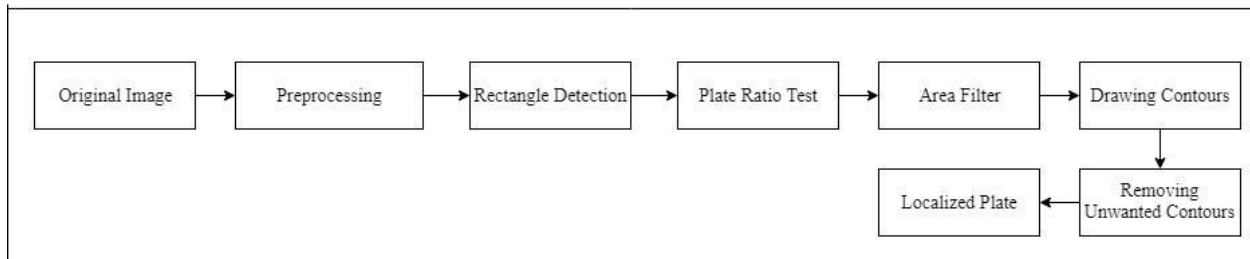 Original Image
Preprocessing
Rectangle Detection
Plate Ratio Test
Area Filter
Drawing Contours
Removing
Unwanted Contours
Localized Plate